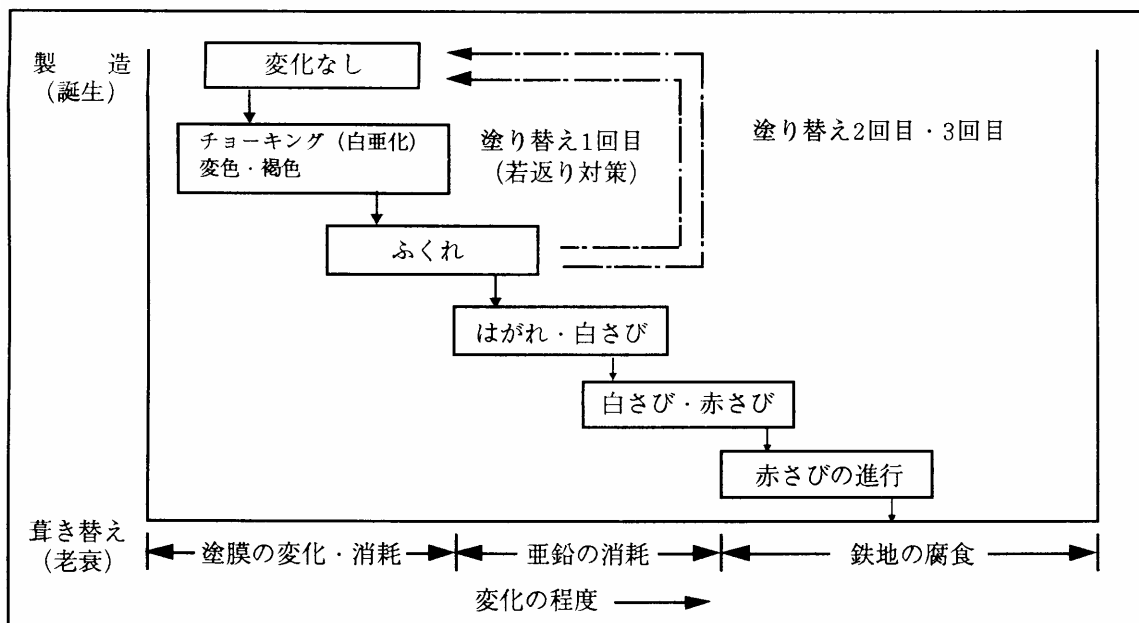 製　造
(誕生)
変化なし
チョーキング（白亜化）
変色・褐色
塗り替え1回目
(若返り対策)
塗り替え2回目・3回目
ふくれ
はがれ・白さび
白さび・赤さび
赤さびの進行
葺き替え
(老衰)
塗膜の変化・消耗
亜鉛の消耗
鉄地の腐食
変化の程度